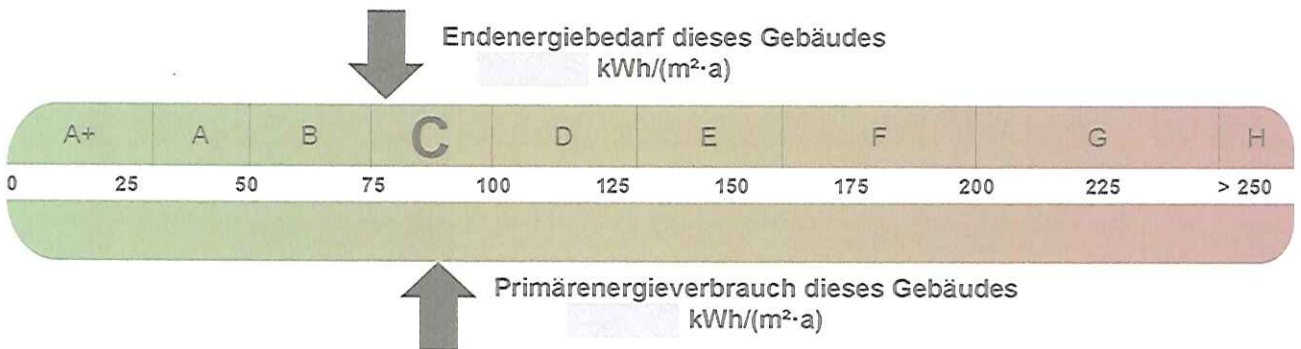 Endenergiebedarf dieses Gebäudes
kWh/(m²·a)
A+ A B C D E F G H
0 25 50 75 100 125 150 175 200 225 > 250
Primärenergieverbrauch dieses Gebäudes
kWh/(m²·a)